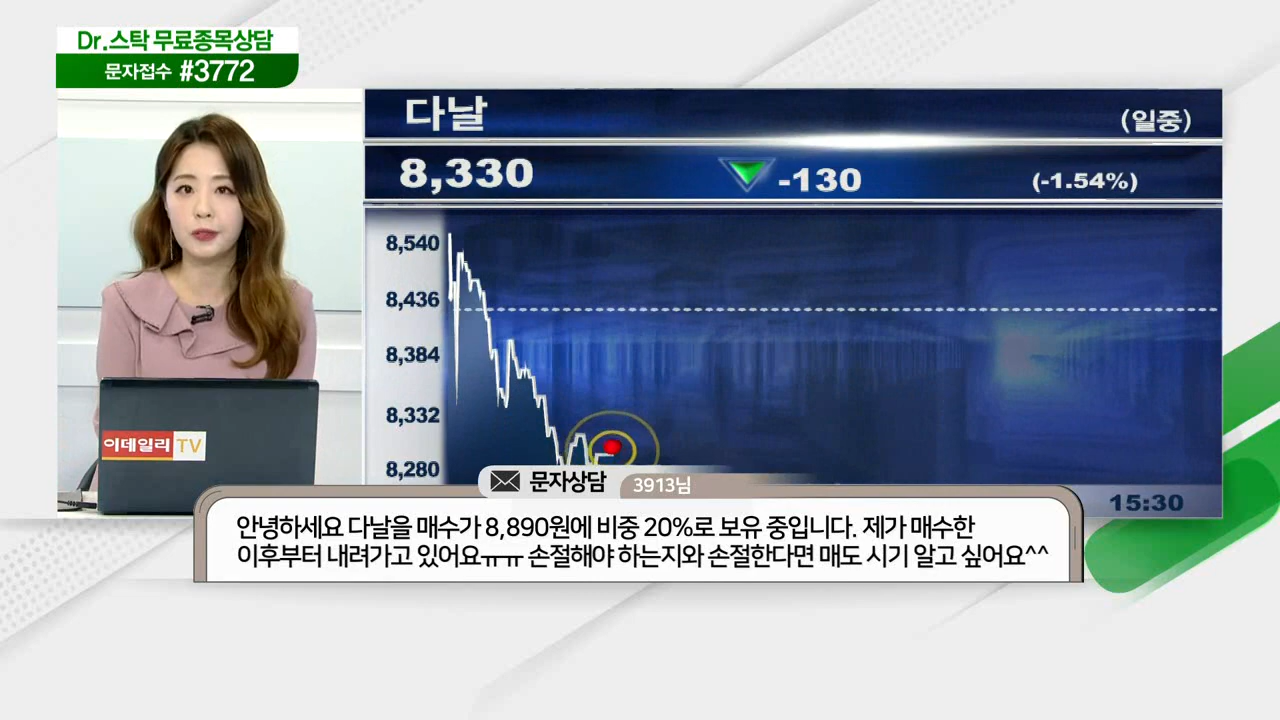 Dr.스탁 무료종목상담
문자접수 #3772
다날
(일중)
8,330
-130
(-1.54%)
8,540
8,436
8,384
8,332
8,280
15:30
이데일리 TV
문자상담
3913님
안녕하세요 다날을 매수가 8,890원에 비중 20%로 보유 중입니다. 제가 매수한
이후부터 내려가고 있어요ㅠㅠ 손절해야 하는지와 손절한다면 매도 시기 알고 싶어요^^